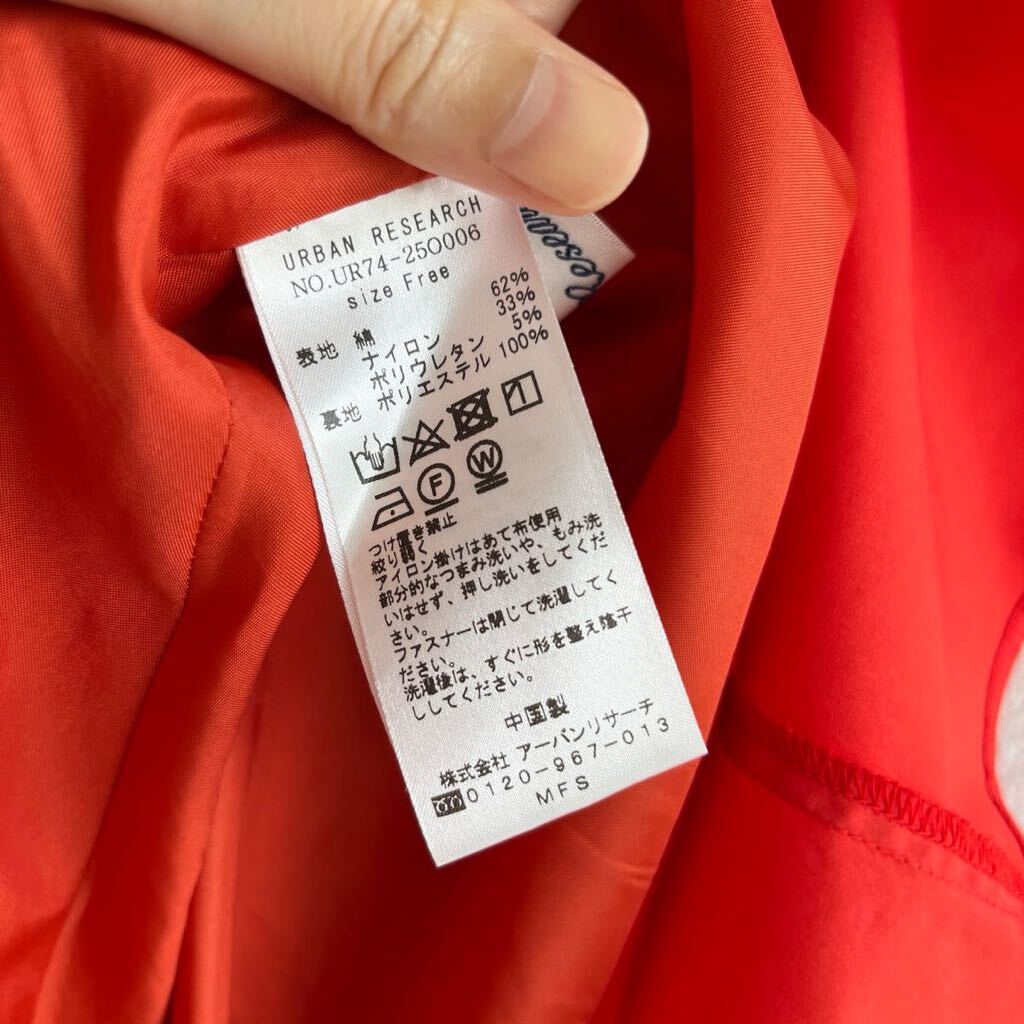 URBAN RESEARCH
NO.UR74-25O006
size Free
表地 綿 62%
ナイロン 33%
ポリウレタン 5%
裏地 ポリエステル 100%
F W
つけ置き禁止
絞り弱く
アイロン掛けはあて布使用
部分的なつまみ洗いや、もみ洗
いはせず、押し洗いをしてくだ
さい。
ファスナーは閉じて洗濯してく
ださい。
洗濯後は、すぐに形を整え陰干
ししてください。
中国製
株式会社 アーバンリサーチ
0120-967-013
MFS